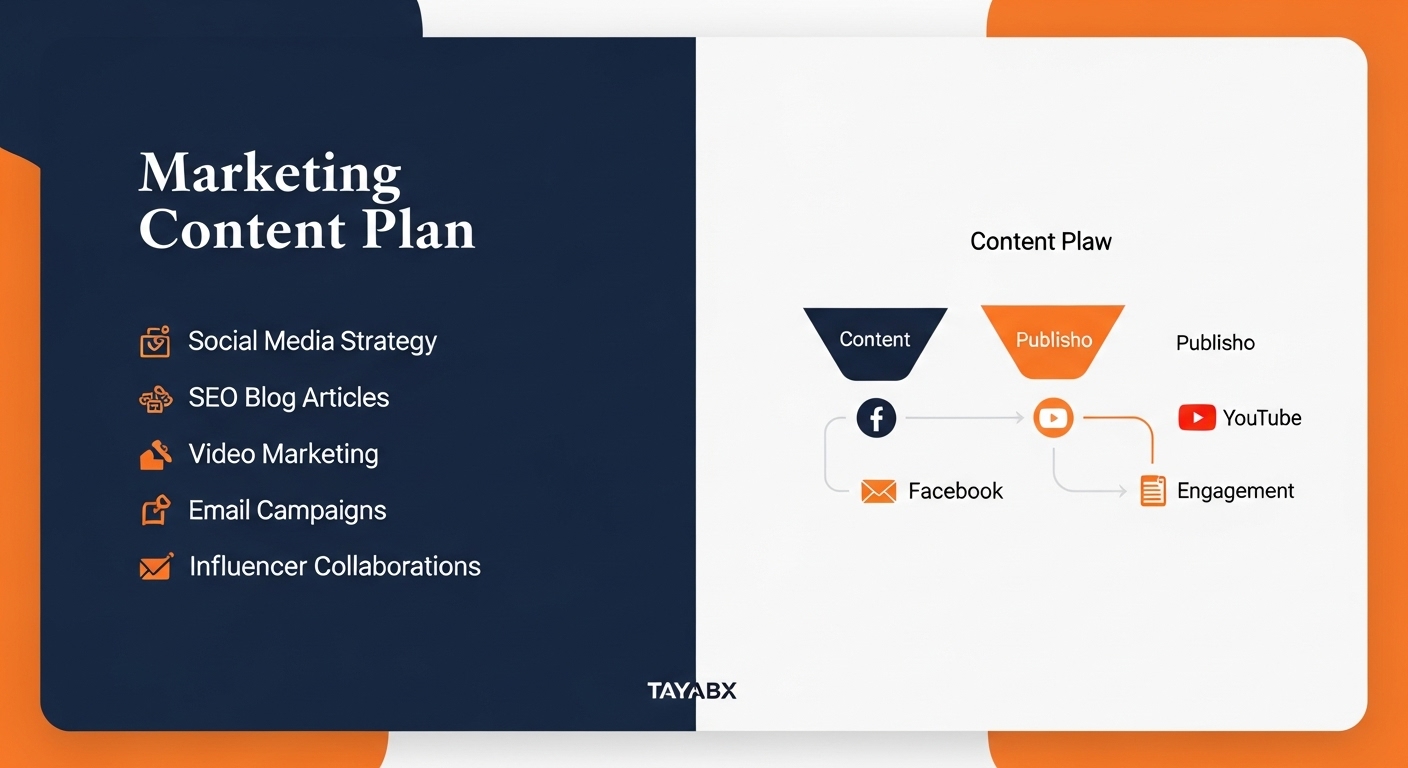 Marketing
Content Plan
Social Media Strategy
SEO Blog Articles
Video Marketing
Email Campaigns
Influencer Collaborations
Content Plaw
Content
Publisho
Publisho
YouTube
Facebook
Engagement
TAYABX